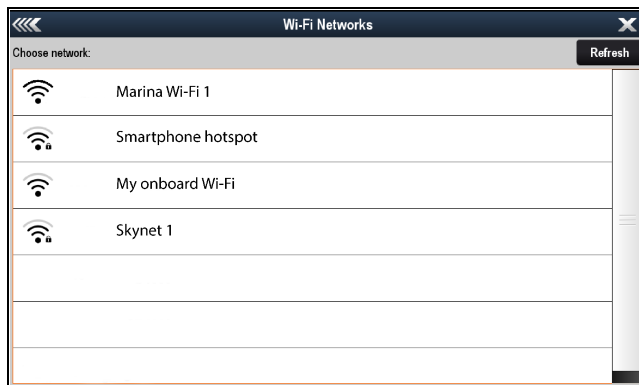 Wi-Fi Networks
Choose network:
Refresh
Marina Wi-Fi 1
Smartphone hotspot
My onboard Wi-Fi
Skynet 1